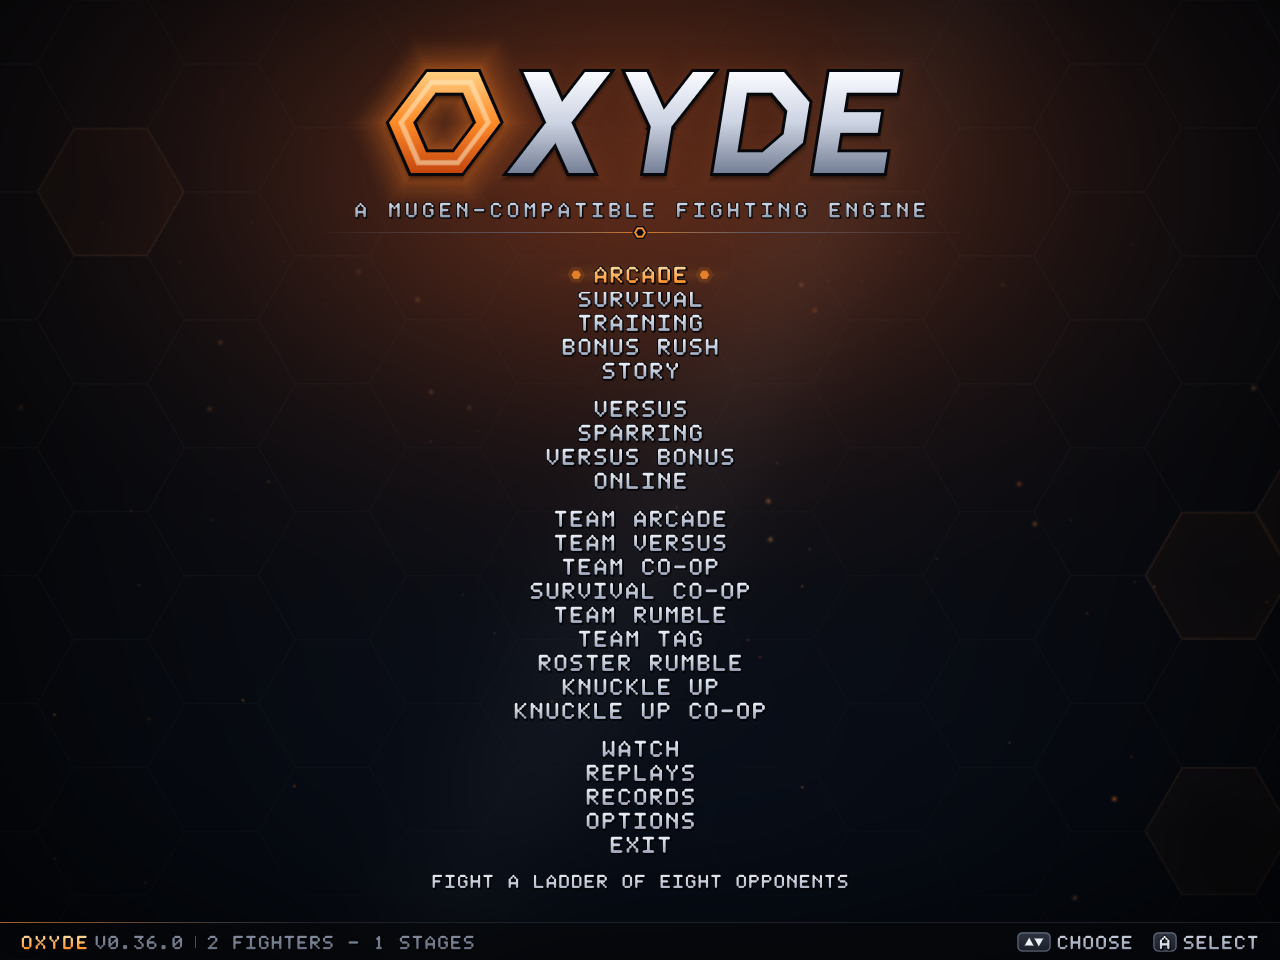 OXYDE
A MUGEN-COMPATIBLE FIGHTING ENGINE
ARCADE
SURVIVAL
TRAINING
BONUS RUSH
STORY
VERSUS
SPARRING
VERSUS BONUS
ONLINE
TEAM ARCADE
TEAM VERSUS
TEAM CO-OP
SURVIVAL CO-OP
TEAM RUMBLE
TEAM TAG
ROSTER RUMBLE
KNUCKLE UP
KNUCKLE UP CO-OP
WATCH
REPLAYS
RECORDS
OPTIONS
EXIT
FIGHT A LADDER OF EIGHT OPPONENTS
OXYDE V0.36.0 | 2 FIGHTERS - 1 STAGES
▲▼ CHOOSE A SELECT